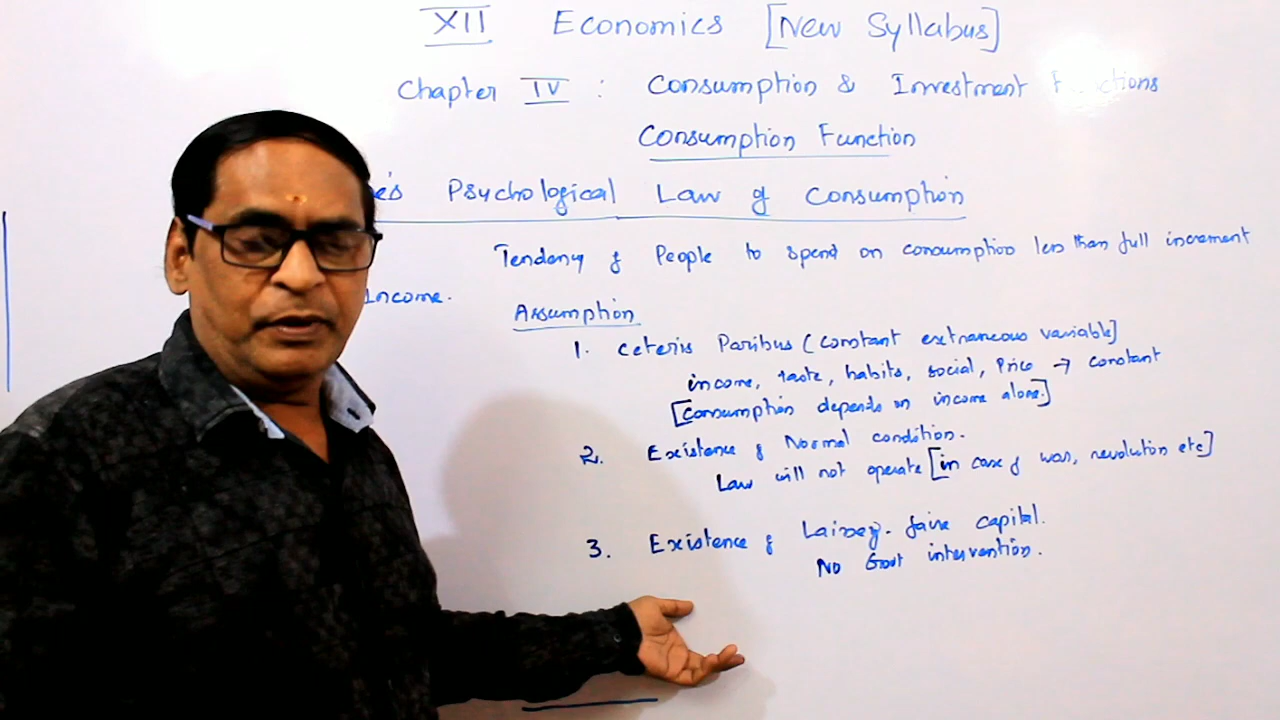 XII Economics [New Syllabus]
Chapter IV : Consumption & Investment F ctions
Consumption Function
e's Psychological Law of Consumption
Tendency of People to spend on consumption less than full increment
Income.
Assumption
1. Ceteris Paribus (constant extraneous variable]
income, taste, habits, social, Price → constant
[Consumption depends on income alone.]
2. Existence of Normal condition.
Law will not operate [in case of war, revolution etc]
3. Existence of faire capital.
No Govt intervention.